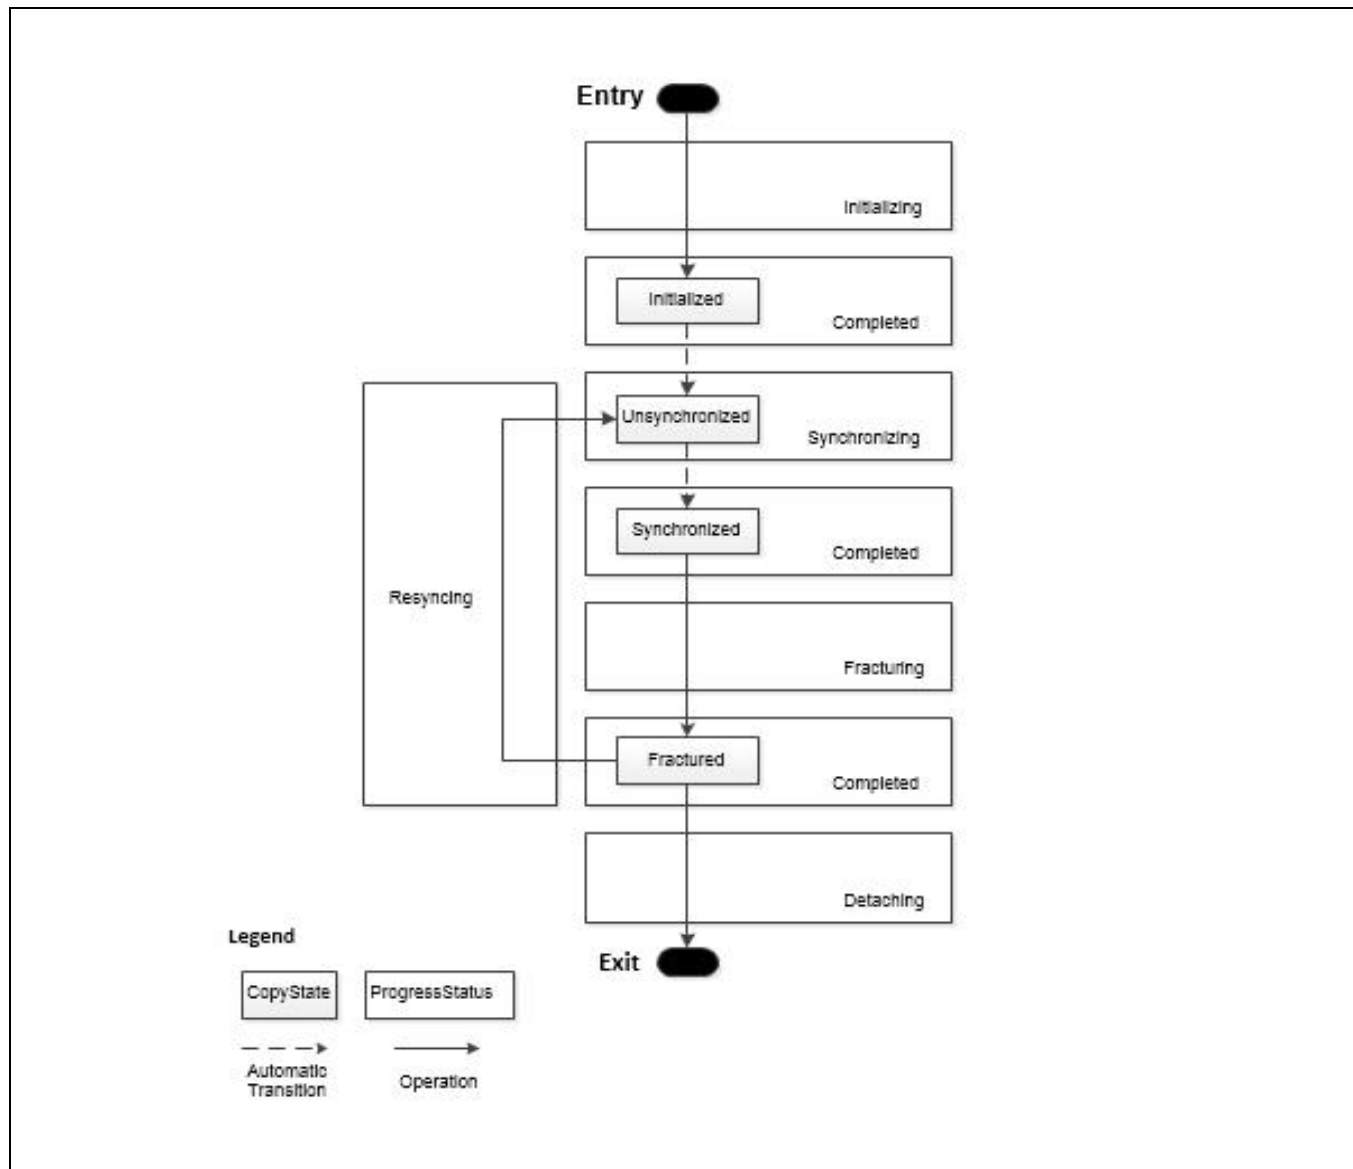 Entry
Initializing
Initialized
Completed
Unsynchronized
Synchronizing
Synchronized
Completed
Resyncing
Fracturing
Fractured
Completed
Detaching
Exit
Legend
CopyState
ProgressStatus
Automatic
Transition
Operation